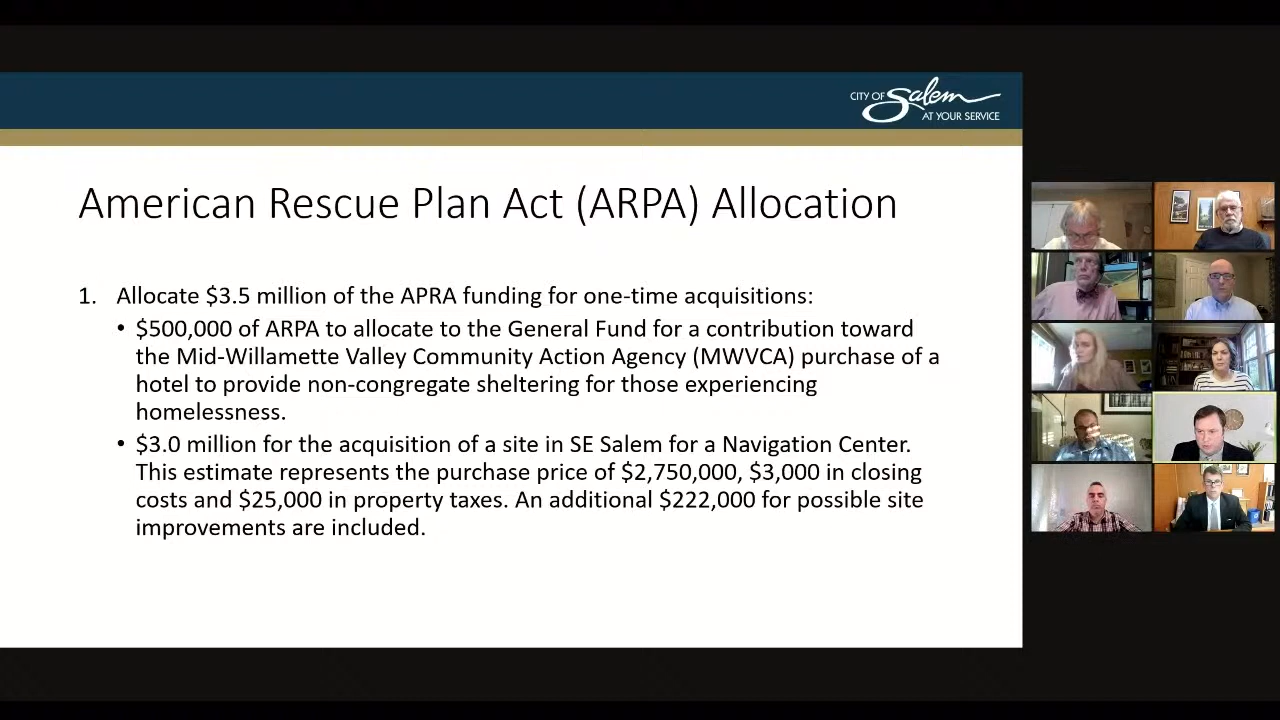 CITY OF Salem
AT YOUR SERVICE
American Rescue Plan Act (ARPA) Allocation
1. Allocate $3.5 million of the APRA funding for one-time acquisitions:
• $500,000 of ARPA to allocate to the General Fund for a contribution toward
the Mid-Willamette Valley Community Action Agency (MWVCA) purchase of a
hotel to provide non-congregate sheltering for those experiencing
homelessness.
• $3.0 million for the acquisition of a site in SE Salem for a Navigation Center.
This estimate represents the purchase price of $2,750,000, $3,000 in closing
costs and $25,000 in property taxes. An additional $222,000 for possible site
improvements are included.